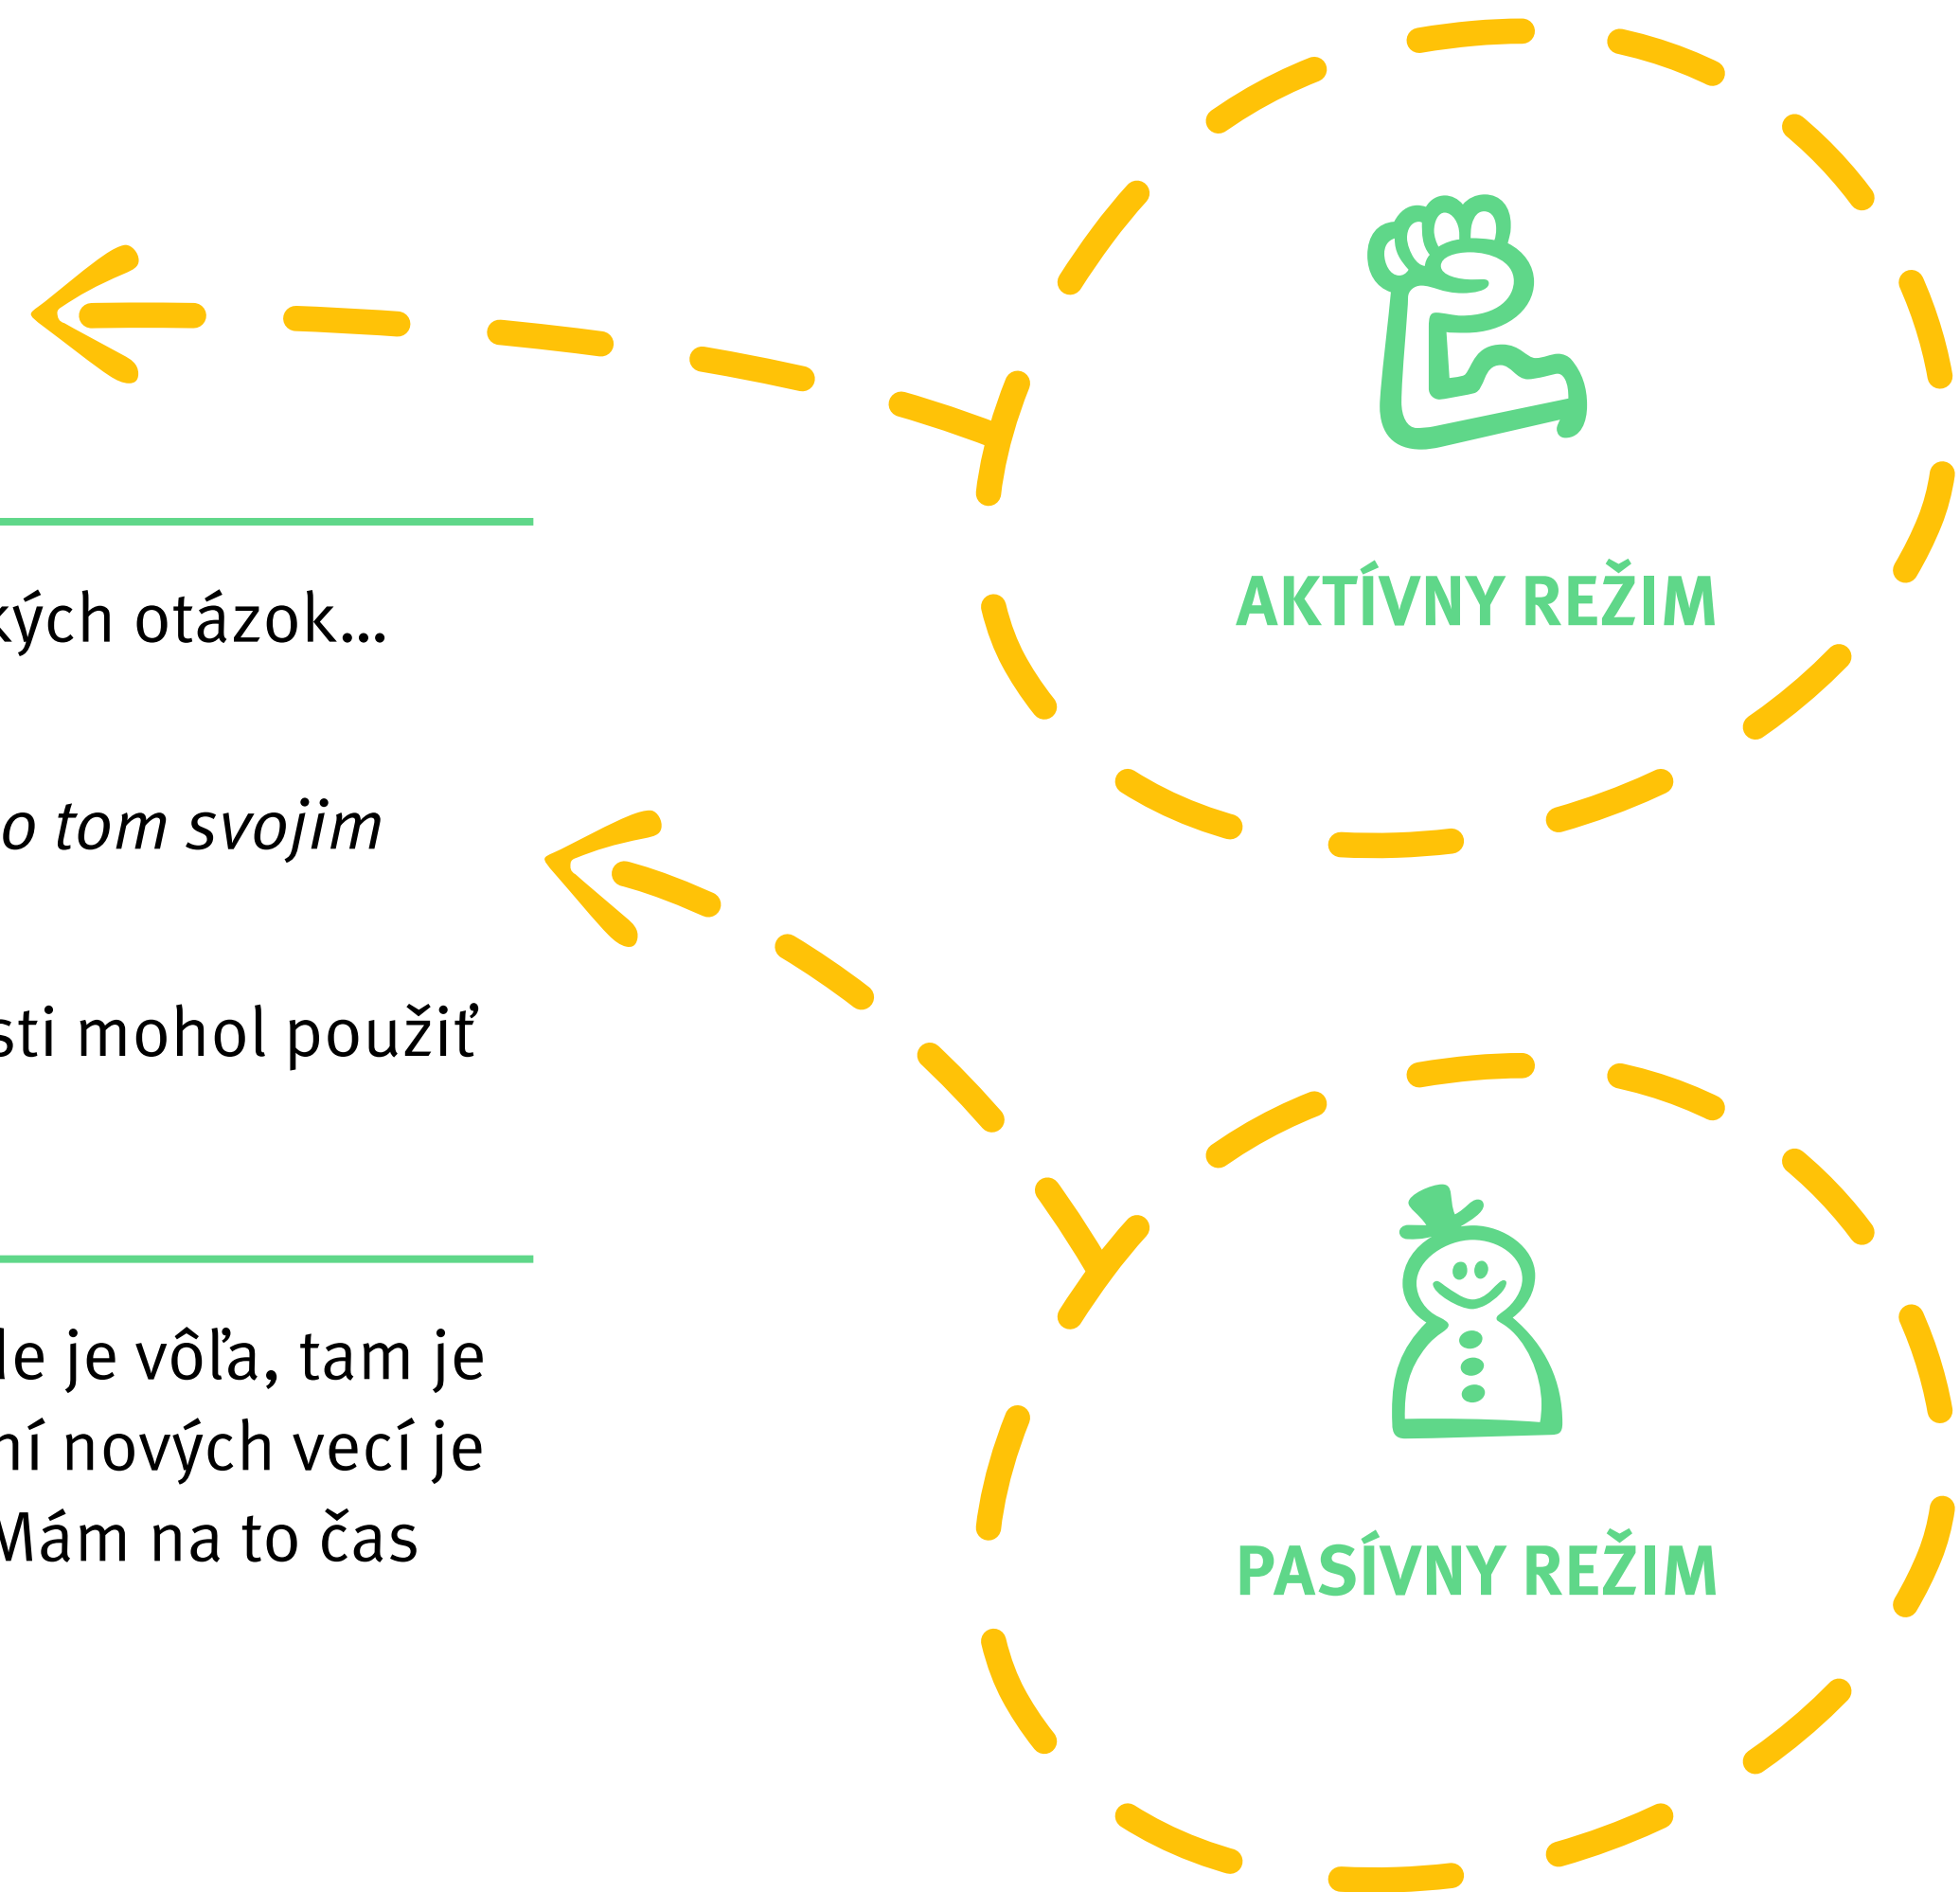 ch otázok...
o tom svojim
sti mohol použiť
le je vôľa, tam je
ní nových vecí je
Mám na to čas
AKTÍVNY REŽIM
PASÍVNY REŽIM